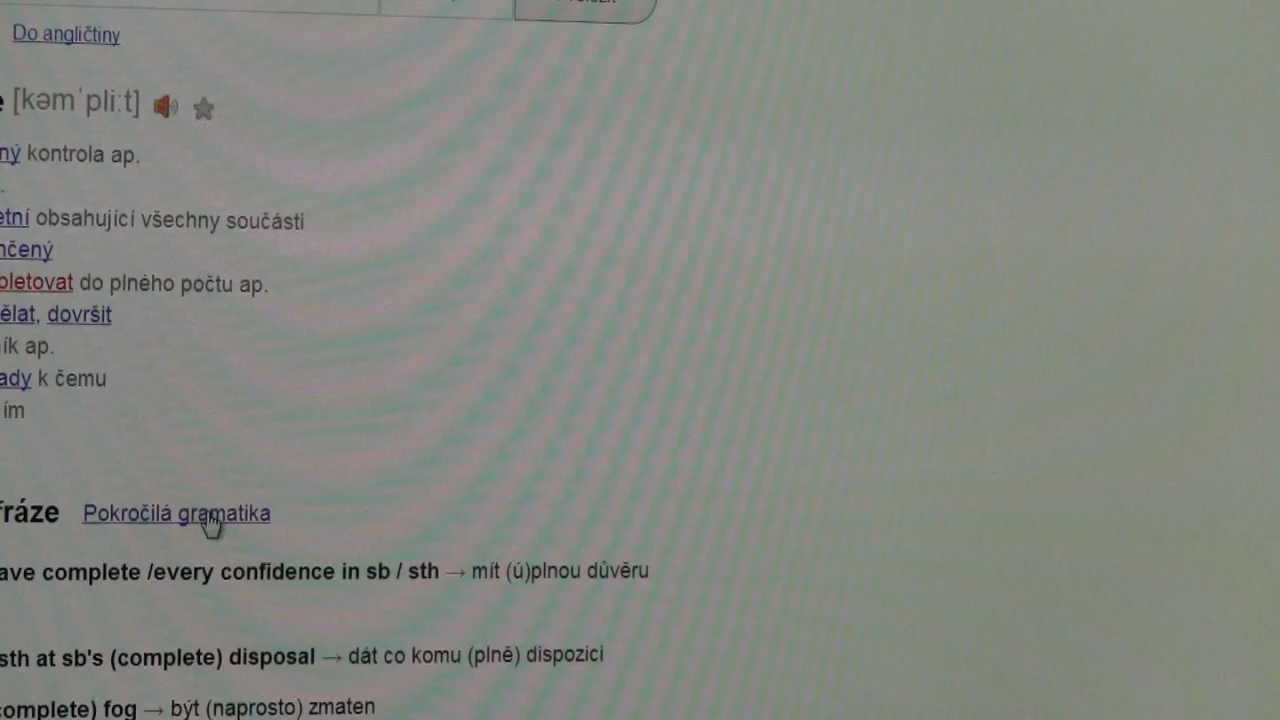 Do angličtiny
e [kəmˈpliːt]
ný kontrola ap.
.
etní obsahující všechny součásti
nčený
pletovat do plného počtu ap.
ělat, dovršit
ík ap.
ady k čemu
ím
fráze Pokročilá gramatika
ave complete /every confidence in sb / sth → mít (ú)plnou důvěru
sth at sb's (complete) disposal → dát co komu (plně) dispozici
complete) fog → být (naprosto) zmaten